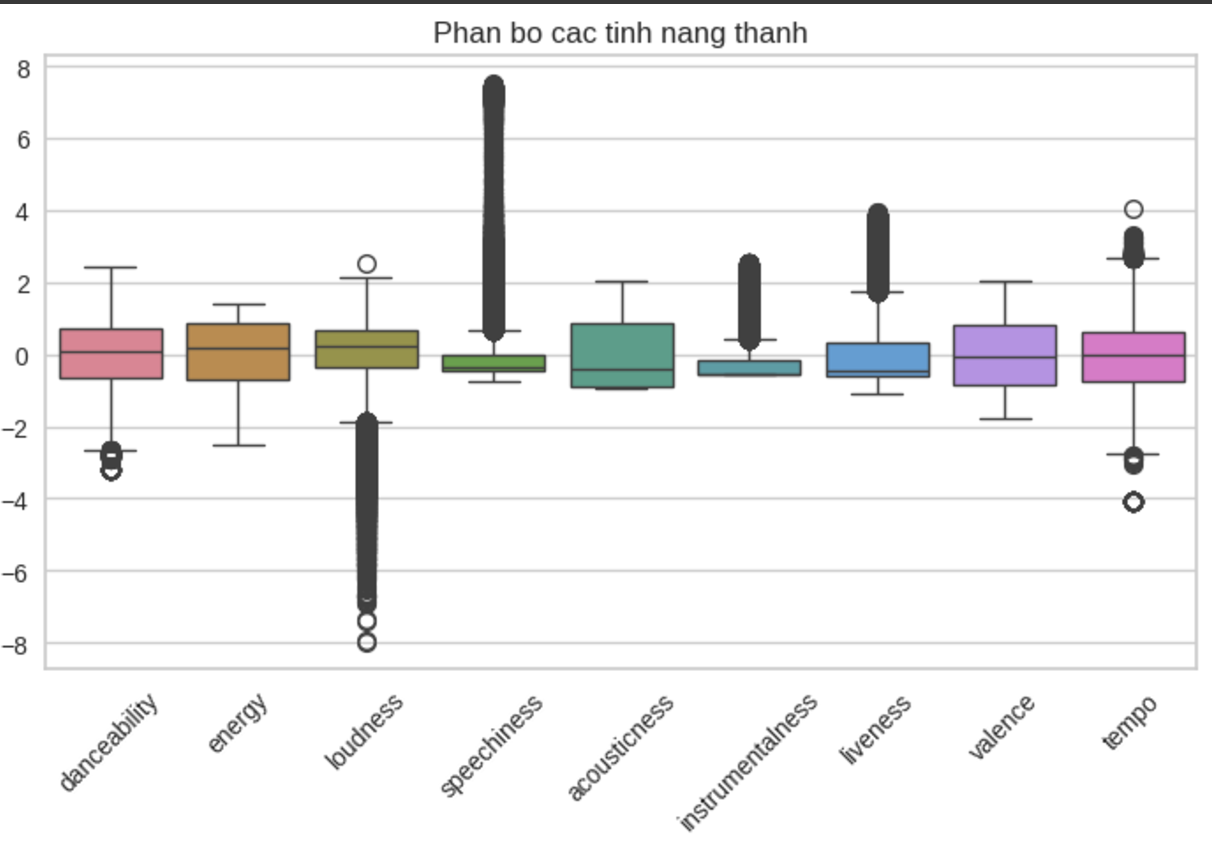 Phan bo cac tinh nang thanh
8
6
4
2
0
−2
−4
−6
−8
danceability
energy
loudness
speechiness
acousticness
instrumentalness
liveness
valence
tempo